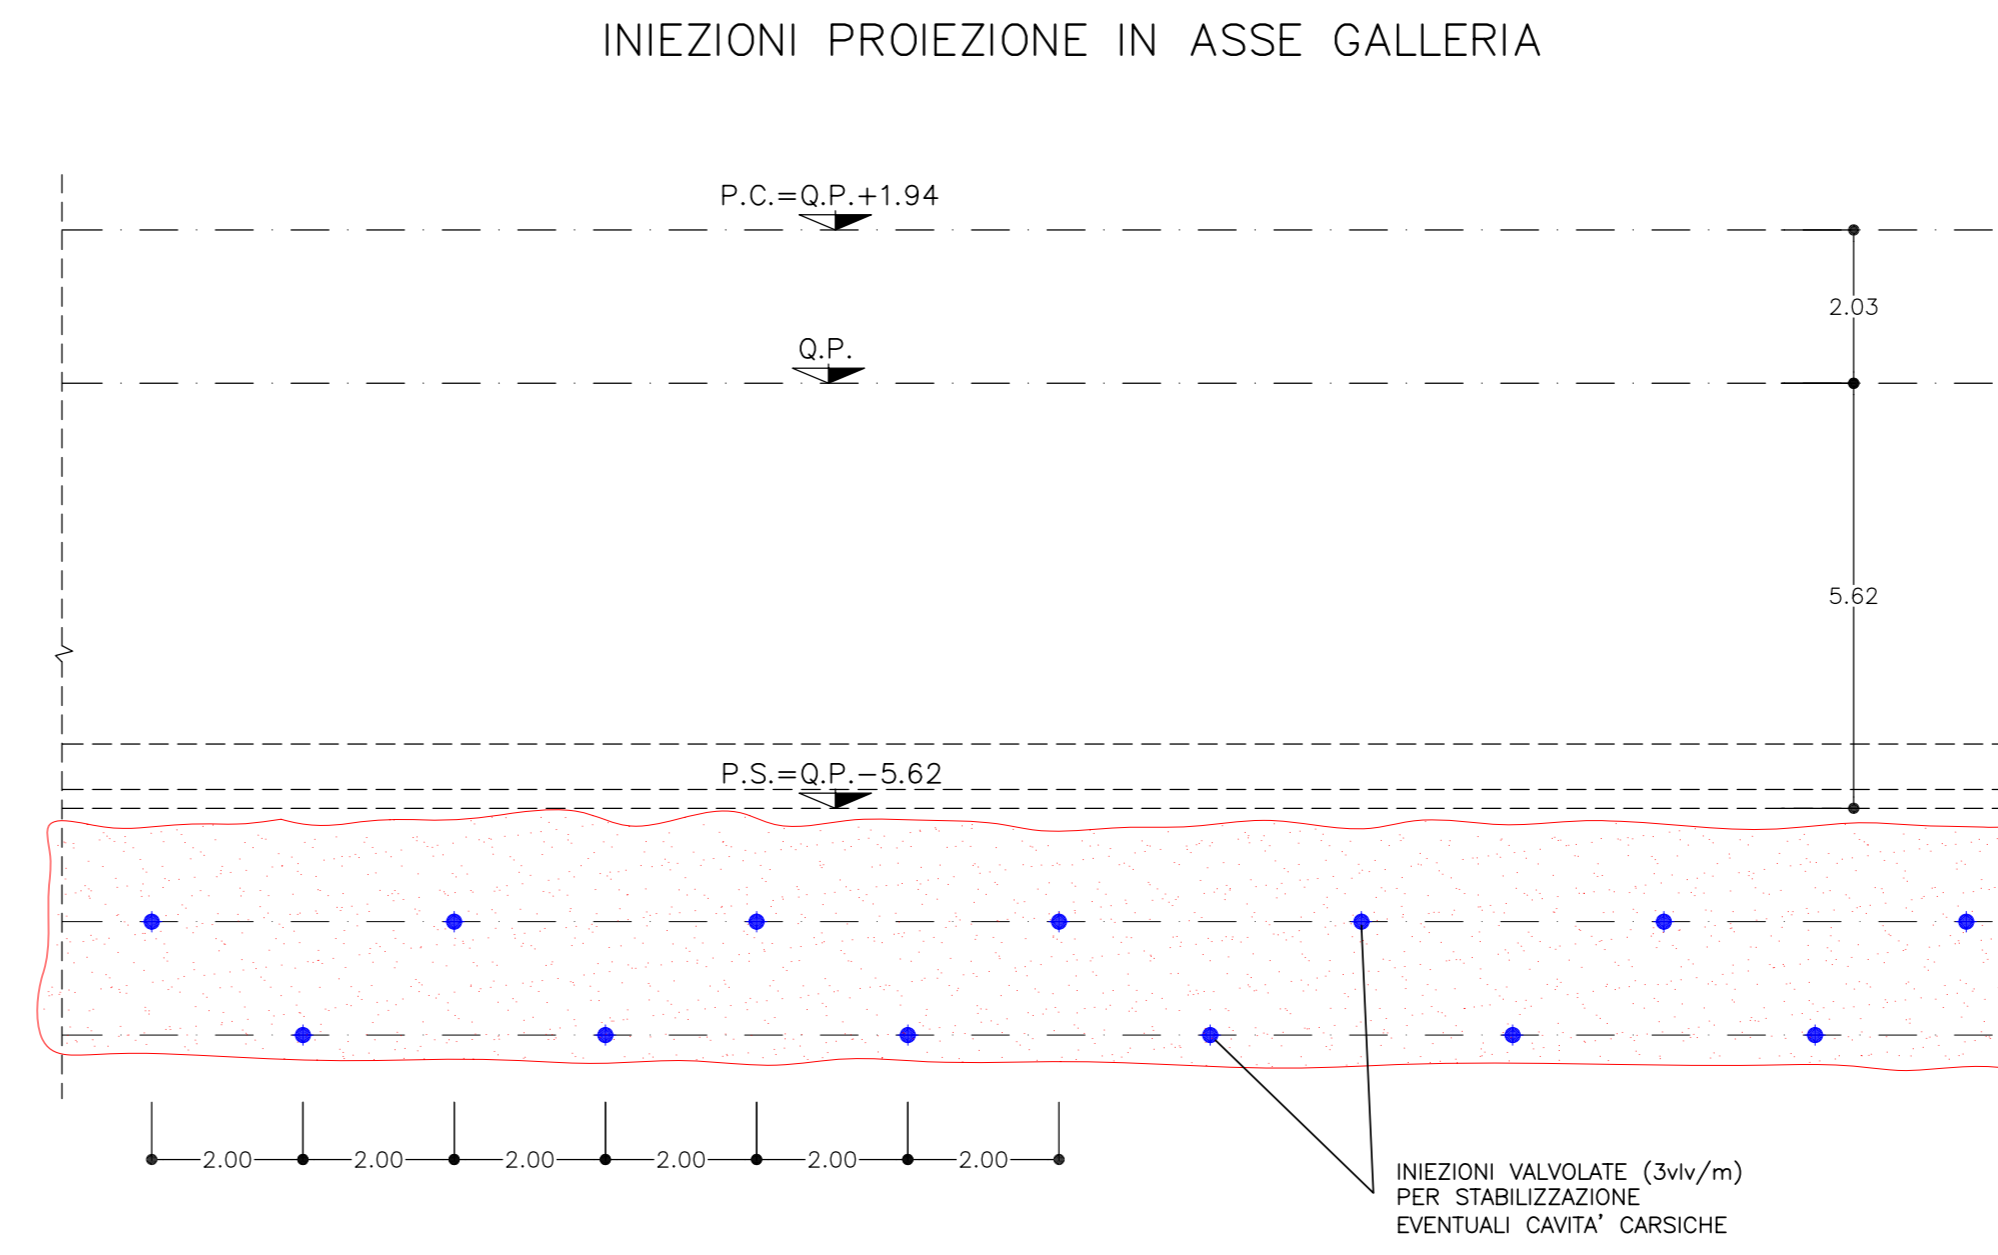 INIEZIONI PROIEZIONE IN ASSE GALLERIA
P.C.=Q.P.+1.94
2.03
Q.P.
5.62
P.S.=Q.P.-5.62
2.00 2.00 2.00 2.00 2.00 2.00
INIEZIONI VALVOLATE (3vlv/m)
PER STABILIZZAZIONE
EVENTUALI CAVITA' CARSICHE